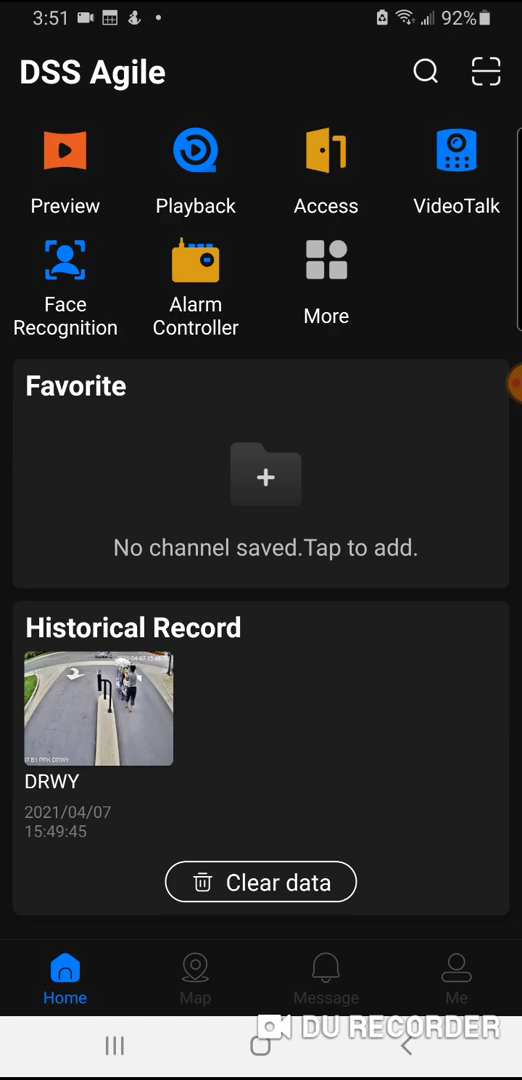 3:51
92%
DSS Agile
Preview
Playback
Access
VideoTalk
Face
Recognition
Alarm
Controller
More
Favorite
No channel saved.Tap to add.
Historical Record
DRWY
2021/04/07
15:49:45
Clear data
Home
Map
Message
Me
DU RECORDER